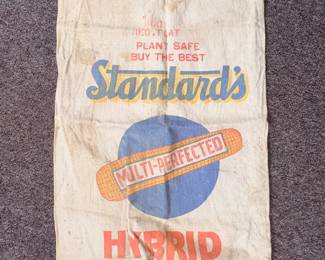 PLANT SAFE
BUY THE BEST
Standard's
MULTI-PERFECTED
HYBRID